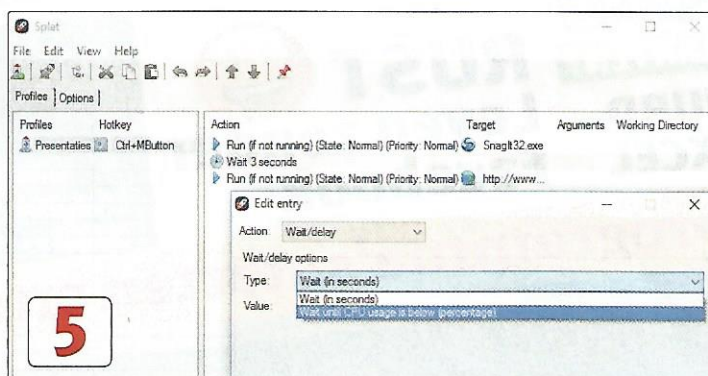 Splat
File Edit View Help
Profiles Options
Profiles Hotkey
Presentaties Ctrl+MButton
Action Target Arguments Working Directory
Run (if not running) (State: Normal) (Priority: Normal) SnagIt32.exe
Wait 3 seconds
Run (if not running) (State: Normal) (Priority: Normal) http://www...
Edit entry
Action: Wait/delay
Wait/delay options
Type: Wait (in seconds)
Wait (in seconds)
Wait until CPU usage is below (percentage)
Value:
5